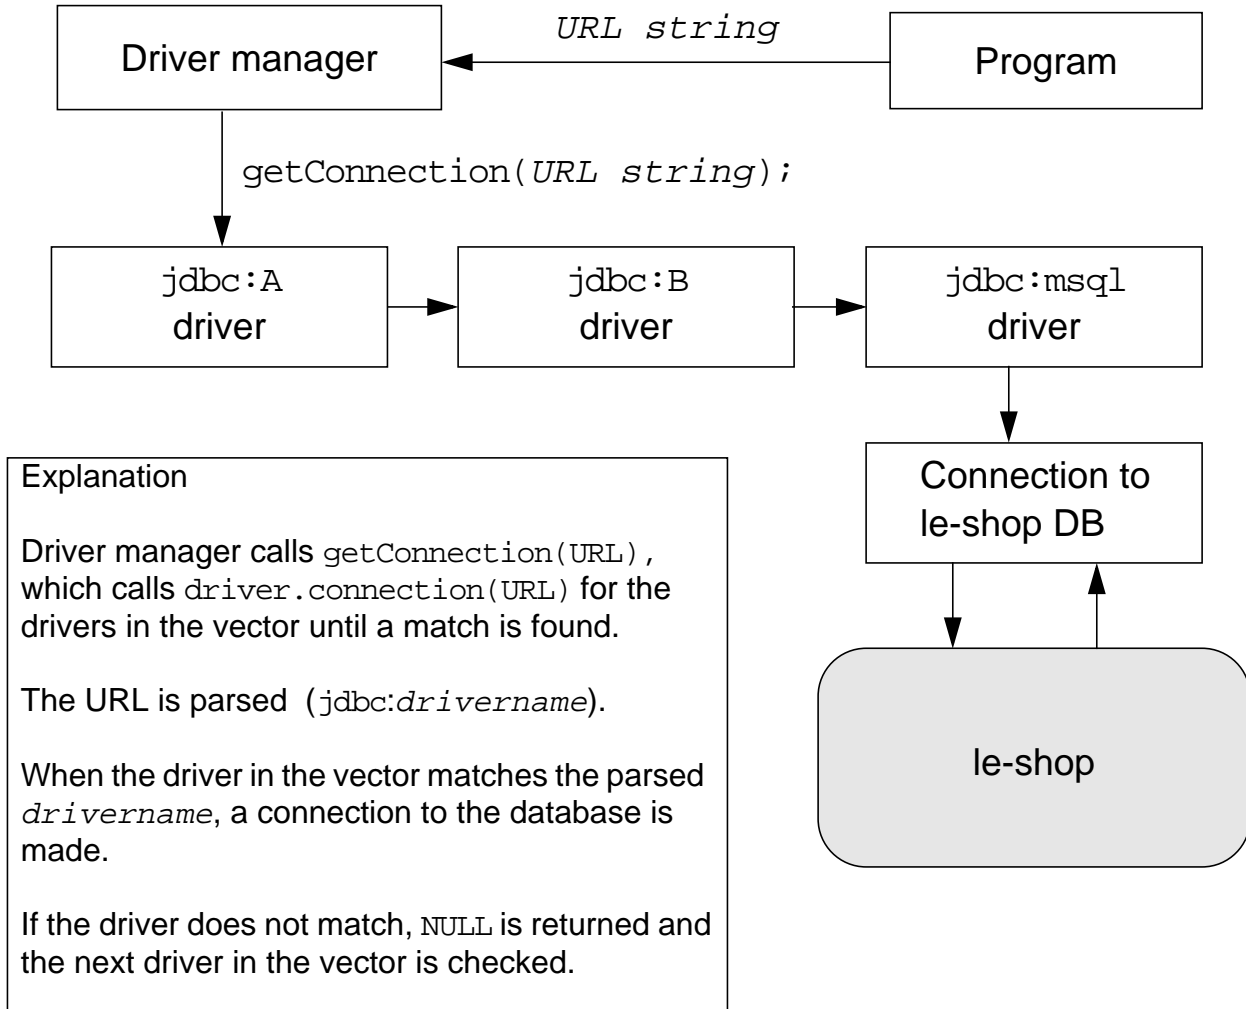 URL string
Driver manager
Program
getConnection(URL string);
jdbc:A
driver
jdbc:B
driver
jdbc:msql
driver
Connection to
le-shop DB
le-shop
Explanation
Driver manager calls getConnection(URL),
which calls driver.connection(URL) for the
drivers in the vector until a match is found.
The URL is parsed (jdbc:drivername).
When the driver in the vector matches the parsed
drivername, a connection to the database is
made.
If the driver does not match, NULL is returned and
the next driver in the vector is checked.